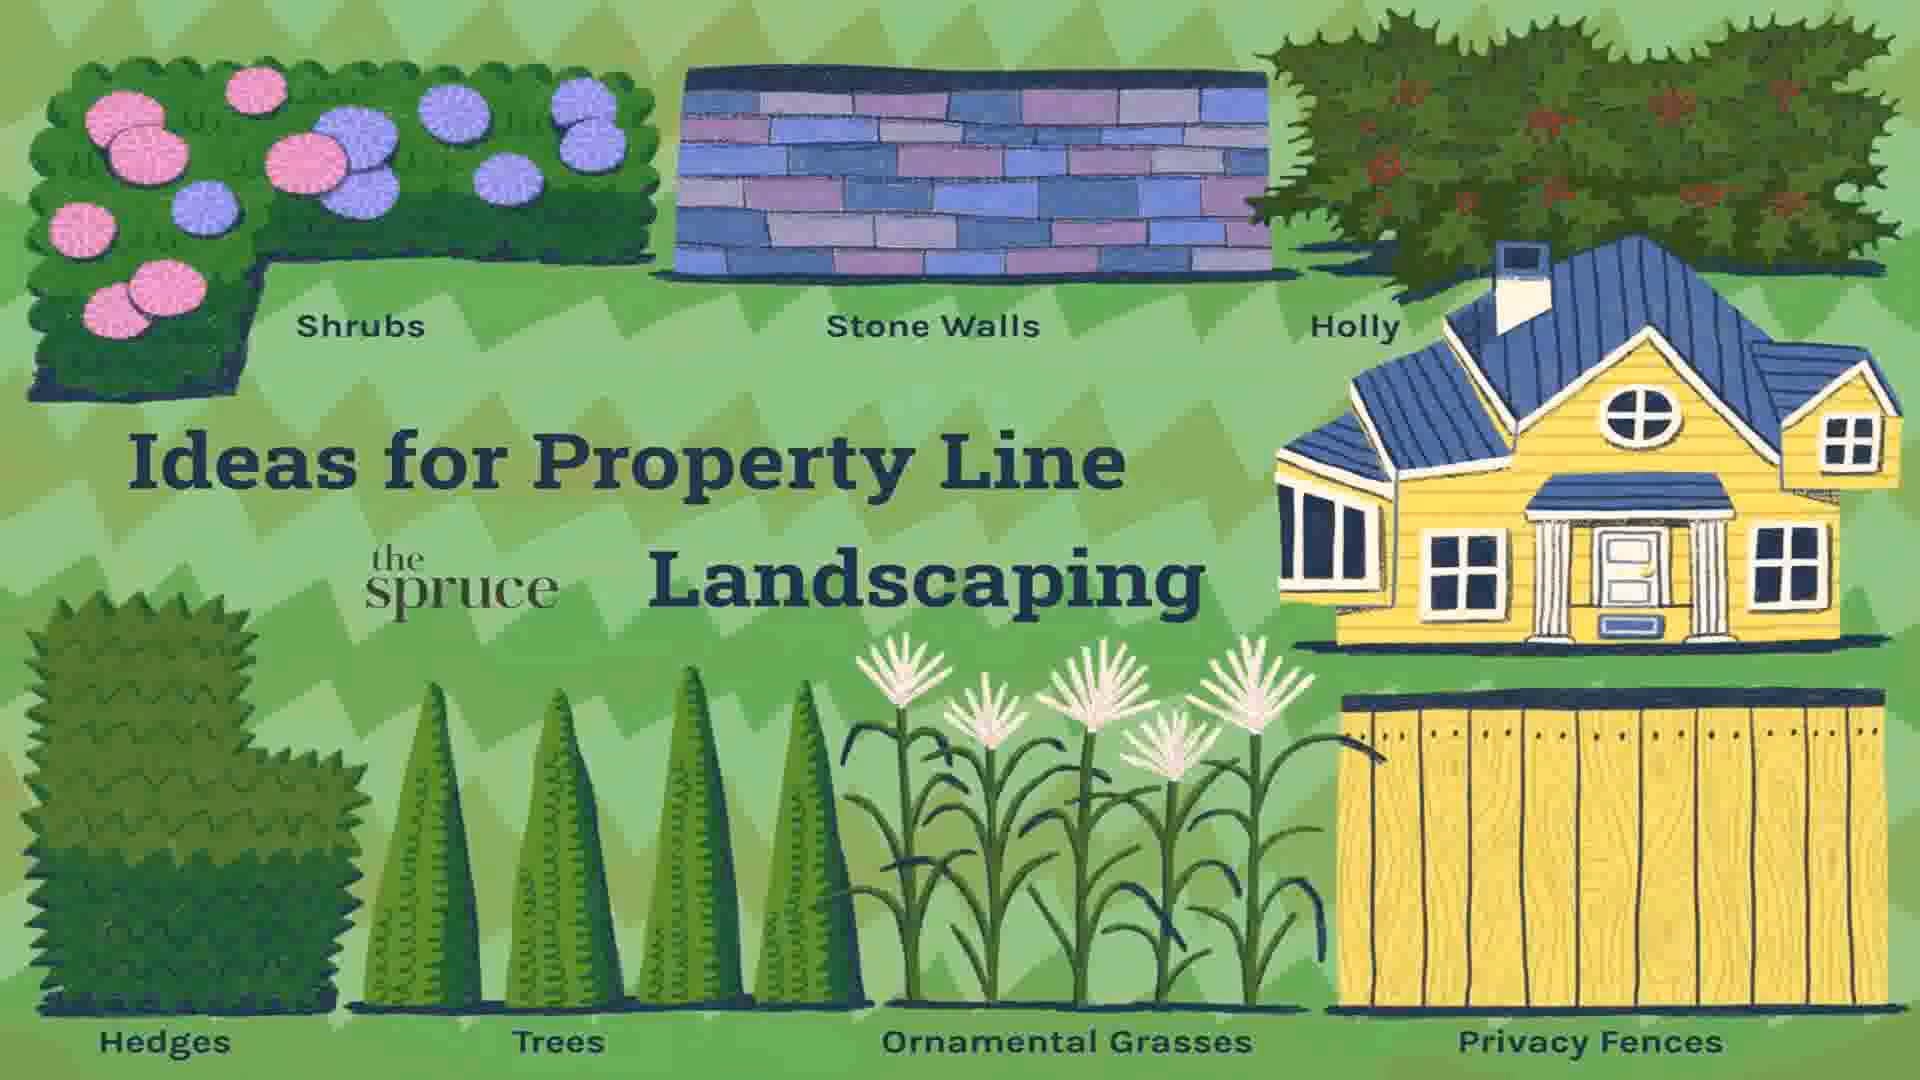 Shrubs
Stone Walls
Holly
Ideas for Property Line
the
spruce
Landscaping
Hedges
Trees
Ornamental Grasses
Privacy Fences